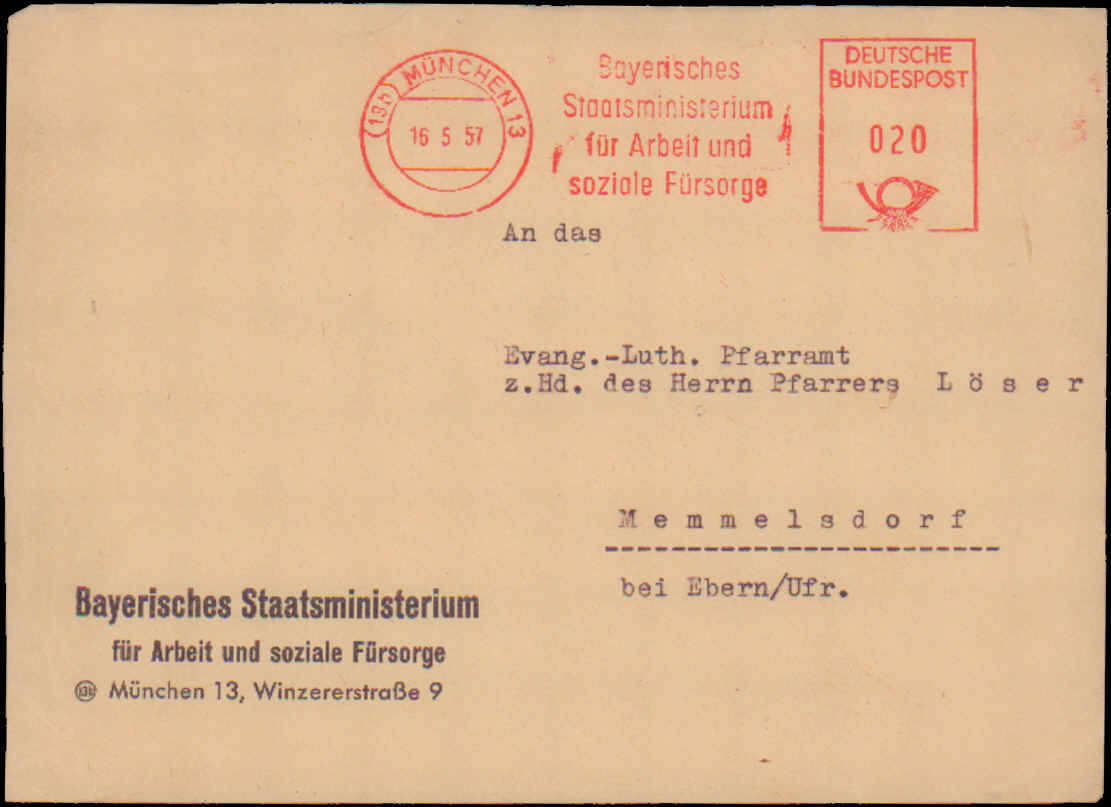 (13b) MÜNCHEN 13
16 5 57
Bayerisches
Staatsministerium
für Arbeit und
soziale Fürsorge
DEUTSCHE
BUNDESPOST
020
An das
Evang.-Luth. Pfarramt
z.Hd. des Herrn Pfarrers L ö s e r
M e m m e l s d o r f
bei Ebern/Ufr.
Bayerisches Staatsministerium
für Arbeit und soziale Fürsorge
13b München 13, Winzererstraße 9